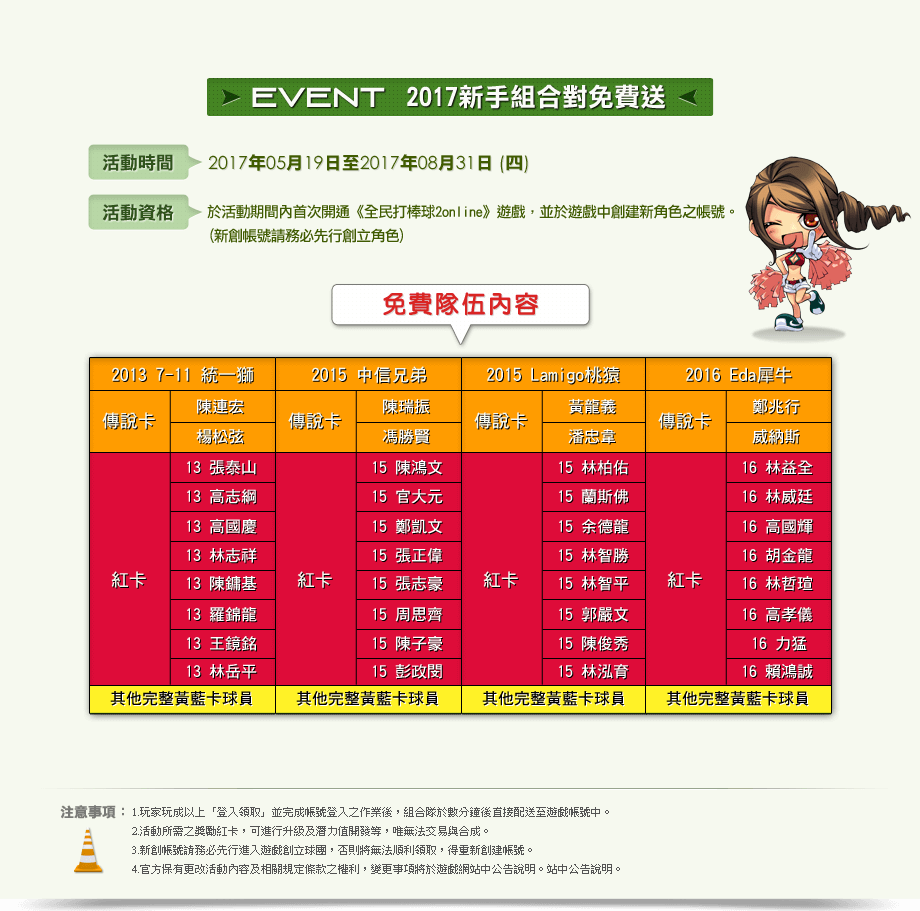 EVENT 2017新手組合對免費送
活動時間 2017年05月19日至2017年08月31日 (四)
活動資格 於活動期間內首次開通《全民打棒球2online》遊戲，並於遊戲中創建新角色之帳號。
(新創帳號請務必先行創立角色)
免費隊伍內容
2013 7-11 統一獅 2015 中信兄弟 2015 Lamigo桃猿 2016 Eda犀牛
傳說卡 陳連宏 傳說卡 陳瑞振 傳說卡 黃龍義 傳說卡 鄭兆行
楊松弦 馮勝賢 潘忠韋 威納斯
紅卡 13 張泰山 紅卡 15 陳鴻文 紅卡 15 林柏佑 紅卡 16 林益全
13 高志綱 15 官大元 15 蘭斯佛 16 林威廷
13 高國慶 15 鄭凱文 15 余德龍 16 高國輝
13 林志祥 15 張正偉 15 林智勝 16 胡金龍
13 陳鏞基 15 張志豪 15 林智平 16 林哲瑄
13 羅錦龍 15 周思齊 15 郭嚴文 16 高孝儀
13 王鏡銘 15 陳子豪 15 陳俊秀 16 力猛
13 林岳平 15 彭政閔 15 林泓育 16 賴鴻誠
其他完整黃藍卡球員 其他完整黃藍卡球員 其他完整黃藍卡球員 其他完整黃藍卡球員
注意事項： 1.玩家玩成以上「登入領取」並完成帳號登入之作業後，組合隊於數分鐘後直接配送至遊戲帳號中。
2.活動所需之獎勵紅卡，可進行升級及潛力值開發等，唯無法交易與合成。
3.新創帳號請務必先行進入遊戲創立球團，否則將無法順利領取，得重新創建帳號。
4.官方保有更改活動內容及相關規定條款之權利，變更事項將於遊戲網站中公告說明。站中公告說明。